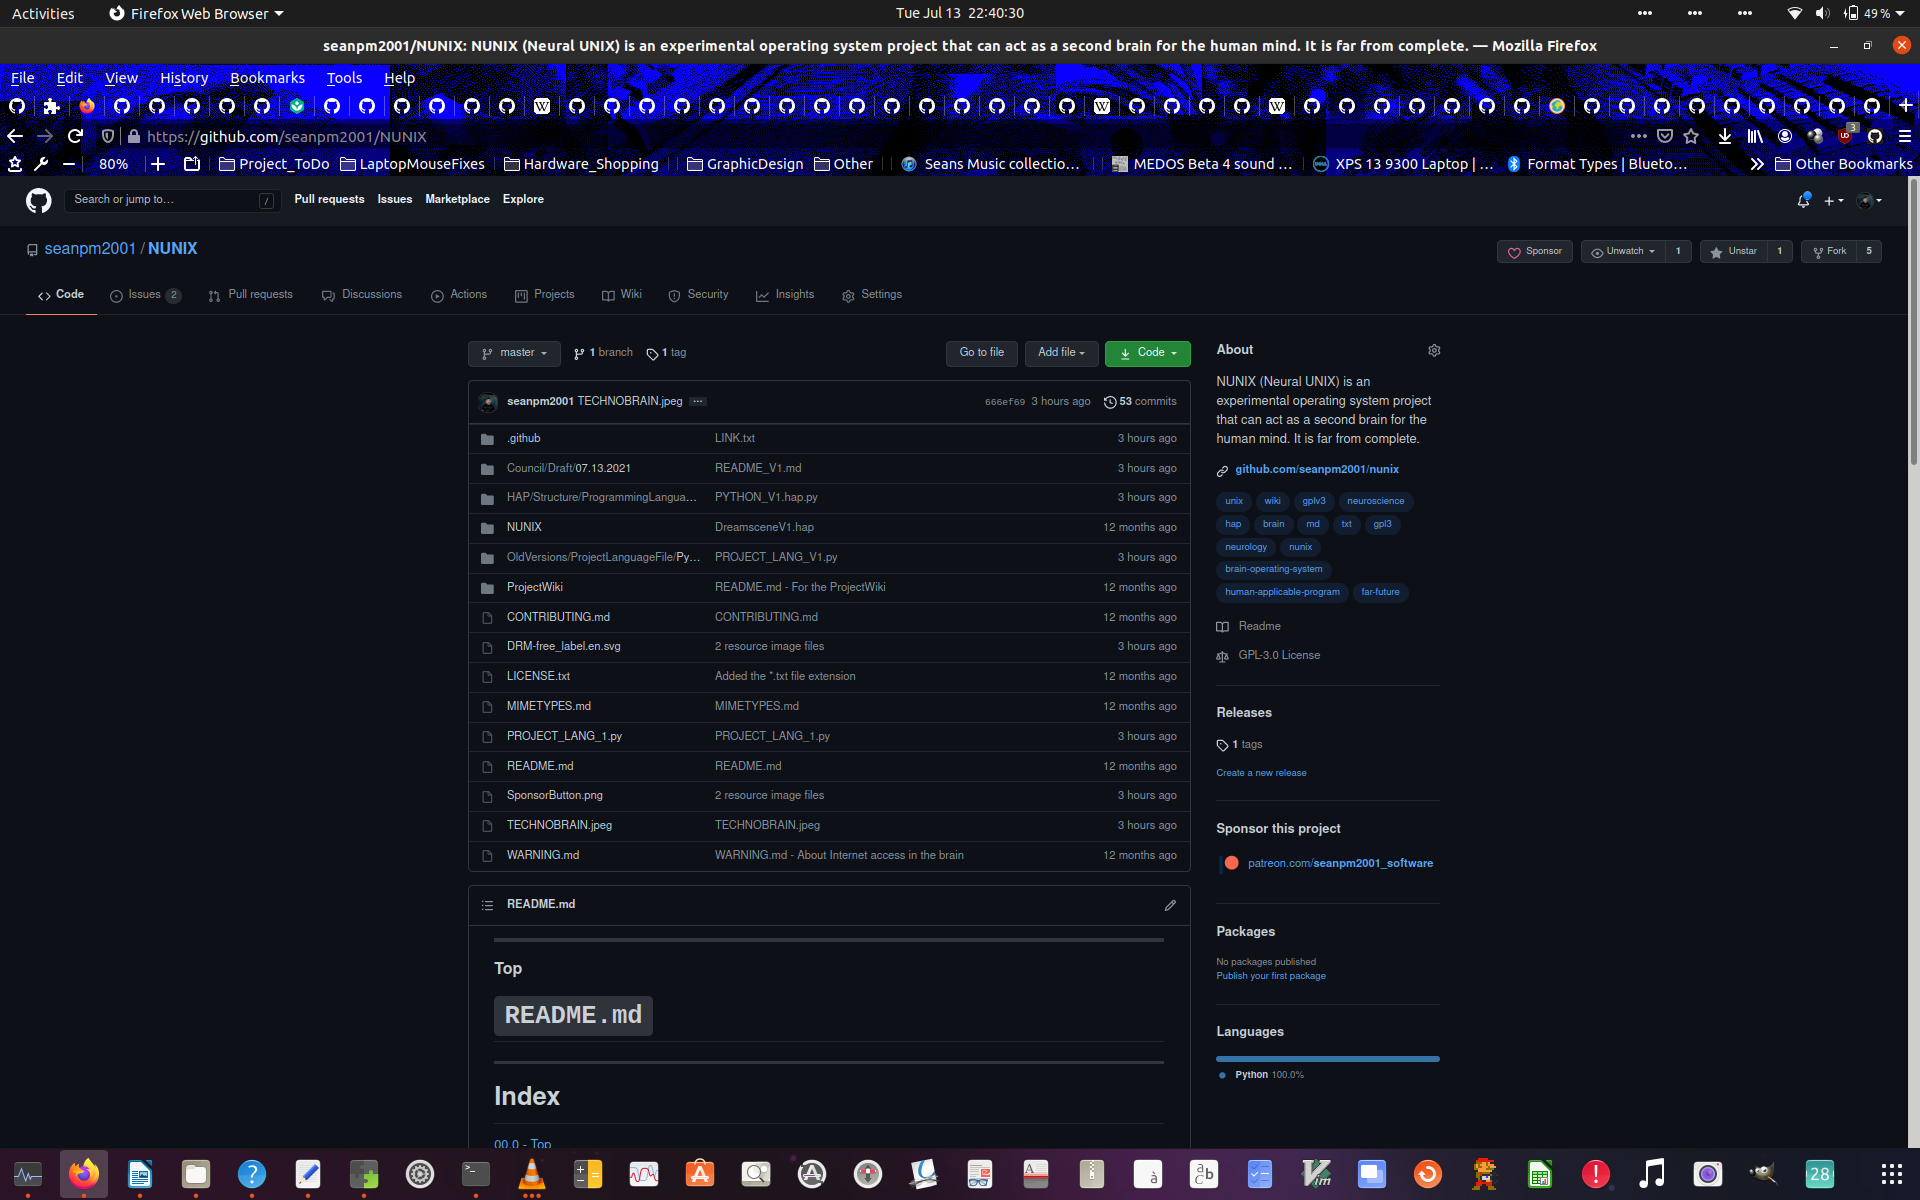 Activities Firefox Web Browser Tue Jul 13 22:40:30 49 %
seanpm2001/NUNIX: NUNIX (Neural UNIX) is an experimental operating system project that can act as a second brain for the human mind. It is far from complete. — Mozilla Firefox
File Edit View History Bookmarks Tools Help
https://github.com/seanpm2001/NUNIX 3
80% Project_ToDo LaptopMouseFixes Hardware_Shopping GraphicDesign Other Seans Music collectio… MEDOS Beta 4 sound … XPS 13 9300 Laptop | … Format Types | Blueto… Other Bookmarks
Search or jump to… / Pull requests Issues Marketplace Explore
seanpm2001 / NUNIX Sponsor Unwatch 1 Unstar 1 Fork 5
Code Issues 2 Pull requests Discussions Actions Projects Wiki Security Insights Settings
master 1 branch 1 tag Go to file Add file Code
seanpm2001 TECHNOBRAIN.jpeg ... 666ef69 3 hours ago 53 commits
.github LINK.txt 3 hours ago
Council/Draft/07.13.2021 README_V1.md 3 hours ago
HAP/Structure/ProgrammingLangua… PYTHON_V1.hap.py 3 hours ago
NUNIX DreamsceneV1.hap 12 months ago
OldVersions/ProjectLanguageFile/Py… PROJECT_LANG_V1.py 3 hours ago
ProjectWiki README.md - For the ProjectWiki 12 months ago
CONTRIBUTING.md CONTRIBUTING.md 12 months ago
DRM-free_label.en.svg 2 resource image files 3 hours ago
LICENSE.txt Added the *.txt file extension 12 months ago
MIMETYPES.md MIMETYPES.md 12 months ago
PROJECT_LANG_1.py PROJECT_LANG_1.py 3 hours ago
README.md README.md 12 months ago
SponsorButton.png 2 resource image files 3 hours ago
TECHNOBRAIN.jpeg TECHNOBRAIN.jpeg 3 hours ago
WARNING.md WARNING.md - About Internet access in the brain 12 months ago
README.md
Top
README.md
Index
00.0 - Top
About
NUNIX (Neural UNIX) is an
experimental operating system project
that can act as a second brain for the
human mind. It is far from complete.
github.com/seanpm2001/nunix
unix wiki gplv3 neuroscience
hap brain md txt gpl3
neurology nunix
brain-operating-system
human-applicable-program far-future
Readme
GPL-3.0 License
Releases
1 tags
Create a new release
Sponsor this project
patreon.com/seanpm2001_software
Packages
No packages published
Publish your first package
Languages
Python 100.0%
28